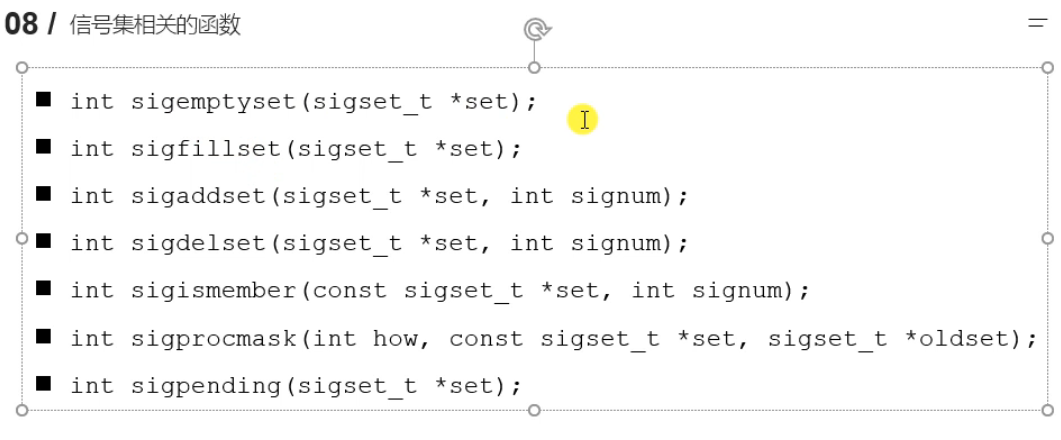 08 / 信号集相关的函数
■ int sigemptyset(sigset_t *set);
■ int sigfillset(sigset_t *set);
■ int sigaddset(sigset_t *set, int signum);
■ int sigdelset(sigset_t *set, int signum);
■ int sigismember(const sigset_t *set, int signum);
■ int sigprocmask(int how, const sigset_t *set, sigset_t *oldset);
■ int sigpending(sigset_t *set);